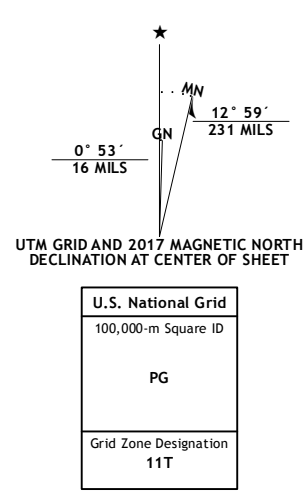 ★
MN
12° 59´
231 MILS
GN
0° 53´
16 MILS
UTM GRID AND 2017 MAGNETIC NORTH
DECLINATION AT CENTER OF SHEET
U.S. National Grid
100,000-m Square ID
PG
Grid Zone Designation
11T